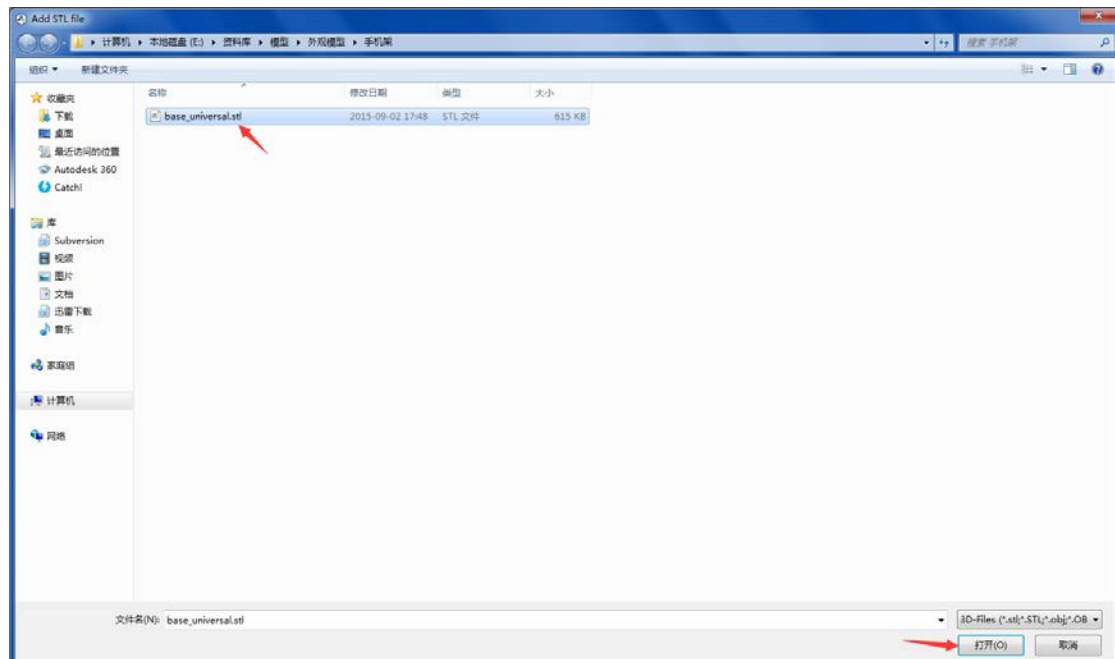 Add STL file
计算机 ▸ 本地磁盘 (E:) ▸ 资料库 ▸ 模型 ▸ 外观模型 ▸ 手机架
搜索 手机架
组织 新建文件夹
名称 修改日期 类型 大小
base_universal.stl 2015-09-02 17:48 STL 文件 615 KB
收藏夹
下载
桌面
最近访问的位置
Autodesk 360
Catch!
库
Subversion
视频
图片
文档
迅雷下载
音乐
家庭组
计算机
网络
文件名(N): base_universal.stl
3D-Files (*.stl;*.STL;*.obj;*.OB
打开(O) 取消